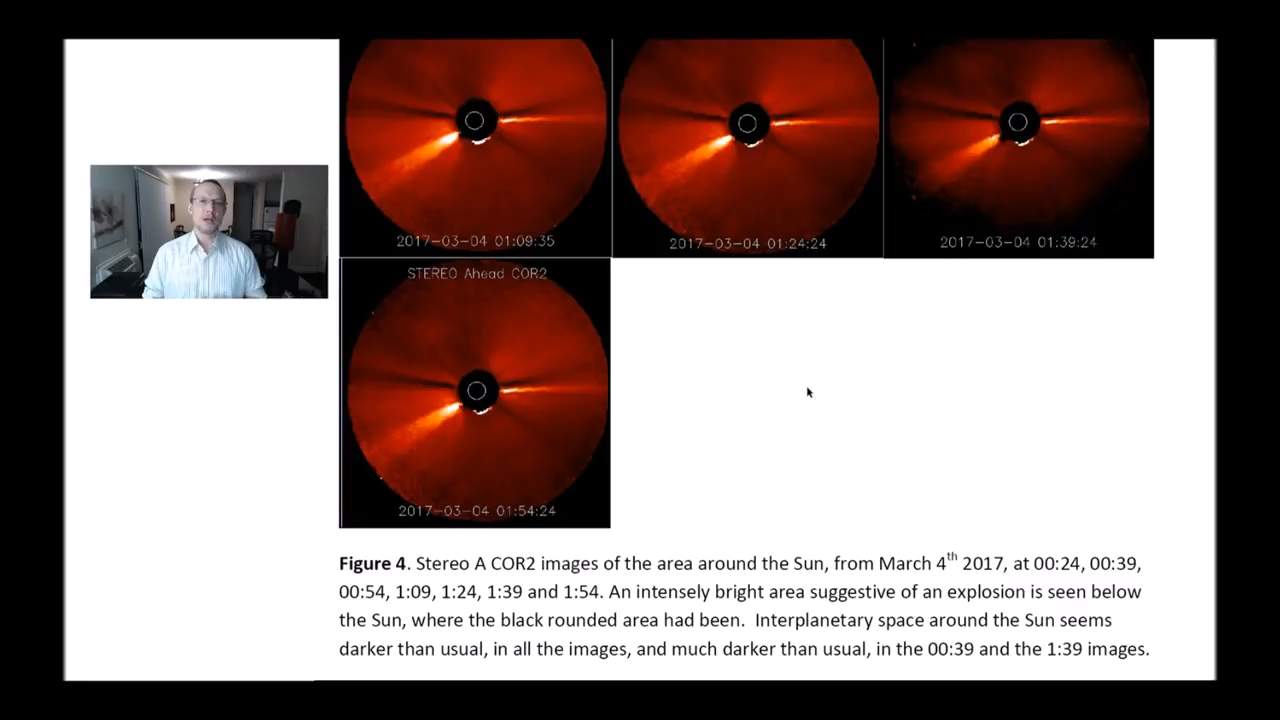 2017-03-04 01:09:35
2017-03-04 01:24:24
2017-03-04 01:39:24
STEREO Ahead COR2
2017-03-04 01:54:24
Figure 4. Stereo A COR2 images of the area around the Sun, from March 4th 2017, at 00:24, 00:39,
00:54, 1:09, 1:24, 1:39 and 1:54. An intensely bright area suggestive of an explosion is seen below
the Sun, where the black rounded area had been.  Interplanetary space around the Sun seems
darker than usual, in all the images, and much darker than usual, in the 00:39 and the 1:39 images.